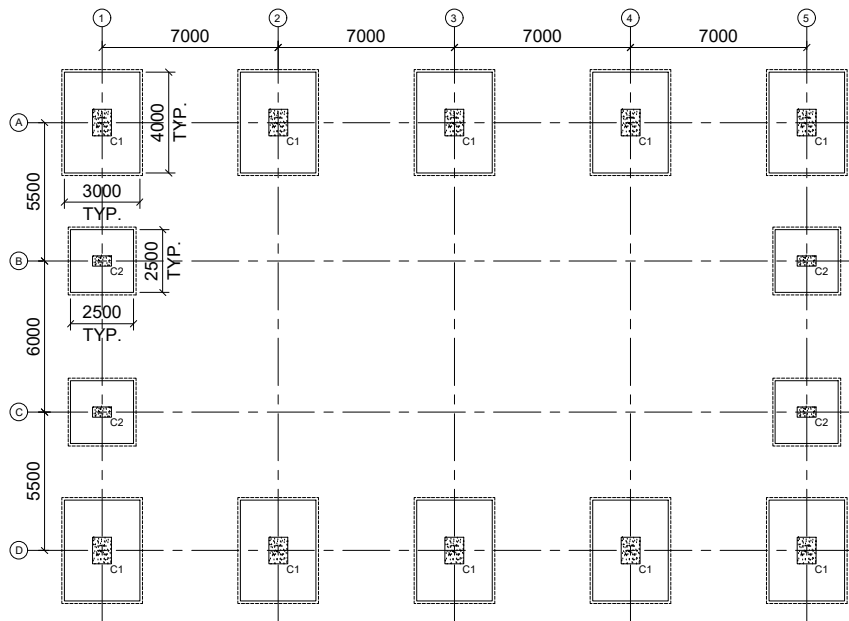 1 2 3 4 5
7000 7000 7000 7000
A
C1 C1 C1 C1 C1
4000
TYP.
3000
TYP.
5500
B
C2 C2
2500
TYP.
2500
TYP.
6000
C
C2 C2
5500
D
C1 C1 C1 C1 C1